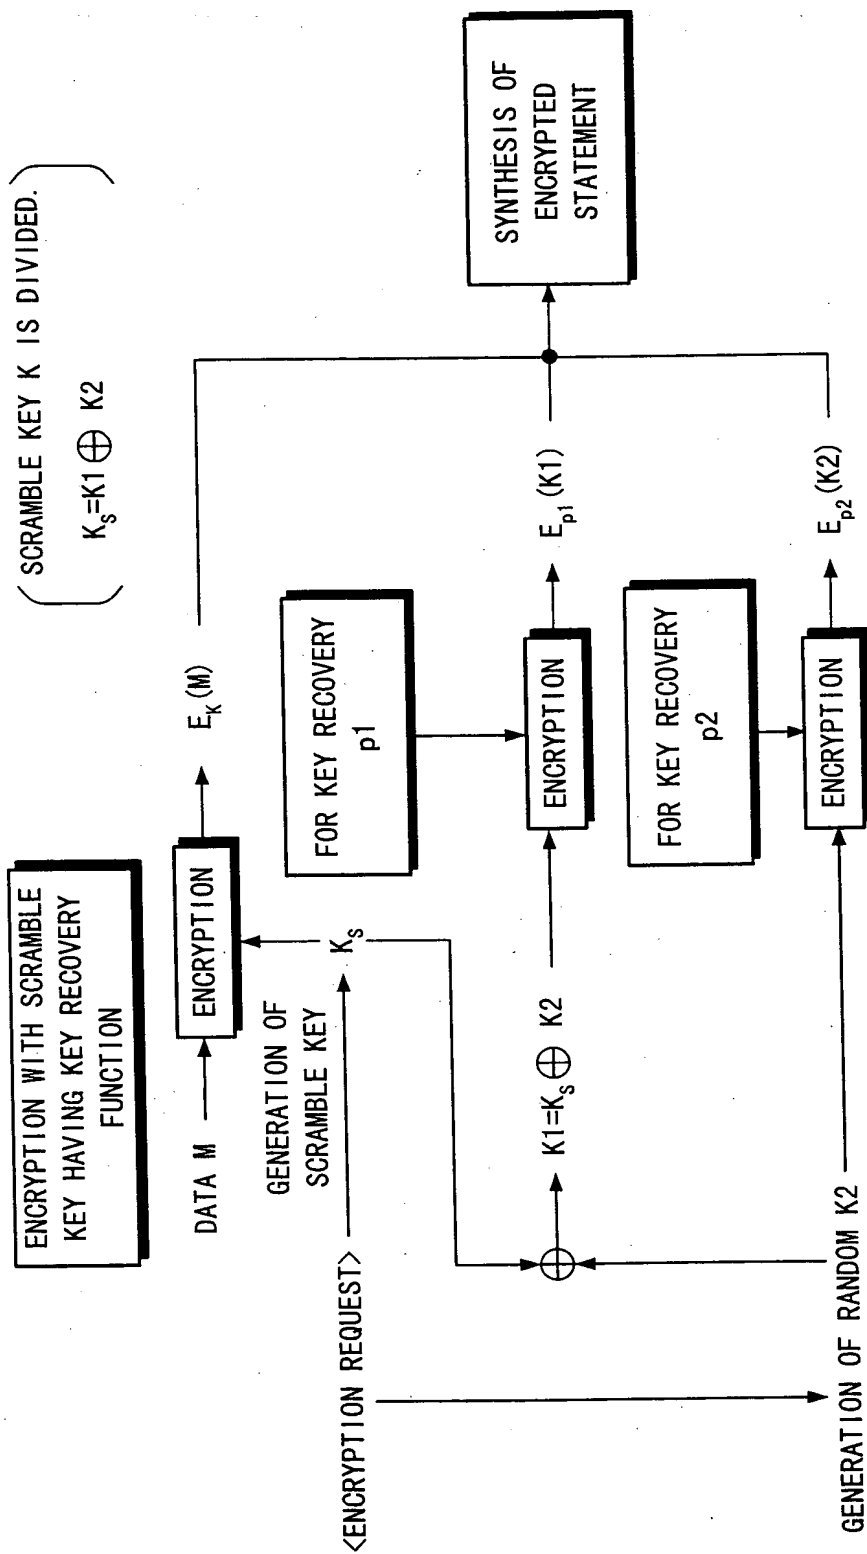 ENCRYPTION WITH SCRAMBLE
KEY HAVING KEY RECOVERY
FUNCTION
(SCRAMBLE KEY K IS DIVIDED.
K_S=K1⊕K2)
DATA M
ENCRYPTION
E_K(M)
GENERATION OF
SCRAMBLE KEY
<ENCRYPTION REQUEST>
K_S
FOR KEY RECOVERY
p1
K1=K_S⊕K2
ENCRYPTION
E_p1(K1)
SYNTHESIS OF
ENCRYPTED
STATEMENT
FOR KEY RECOVERY
p2
GENERATION OF RANDOM K2
ENCRYPTION
E_p2(K2)